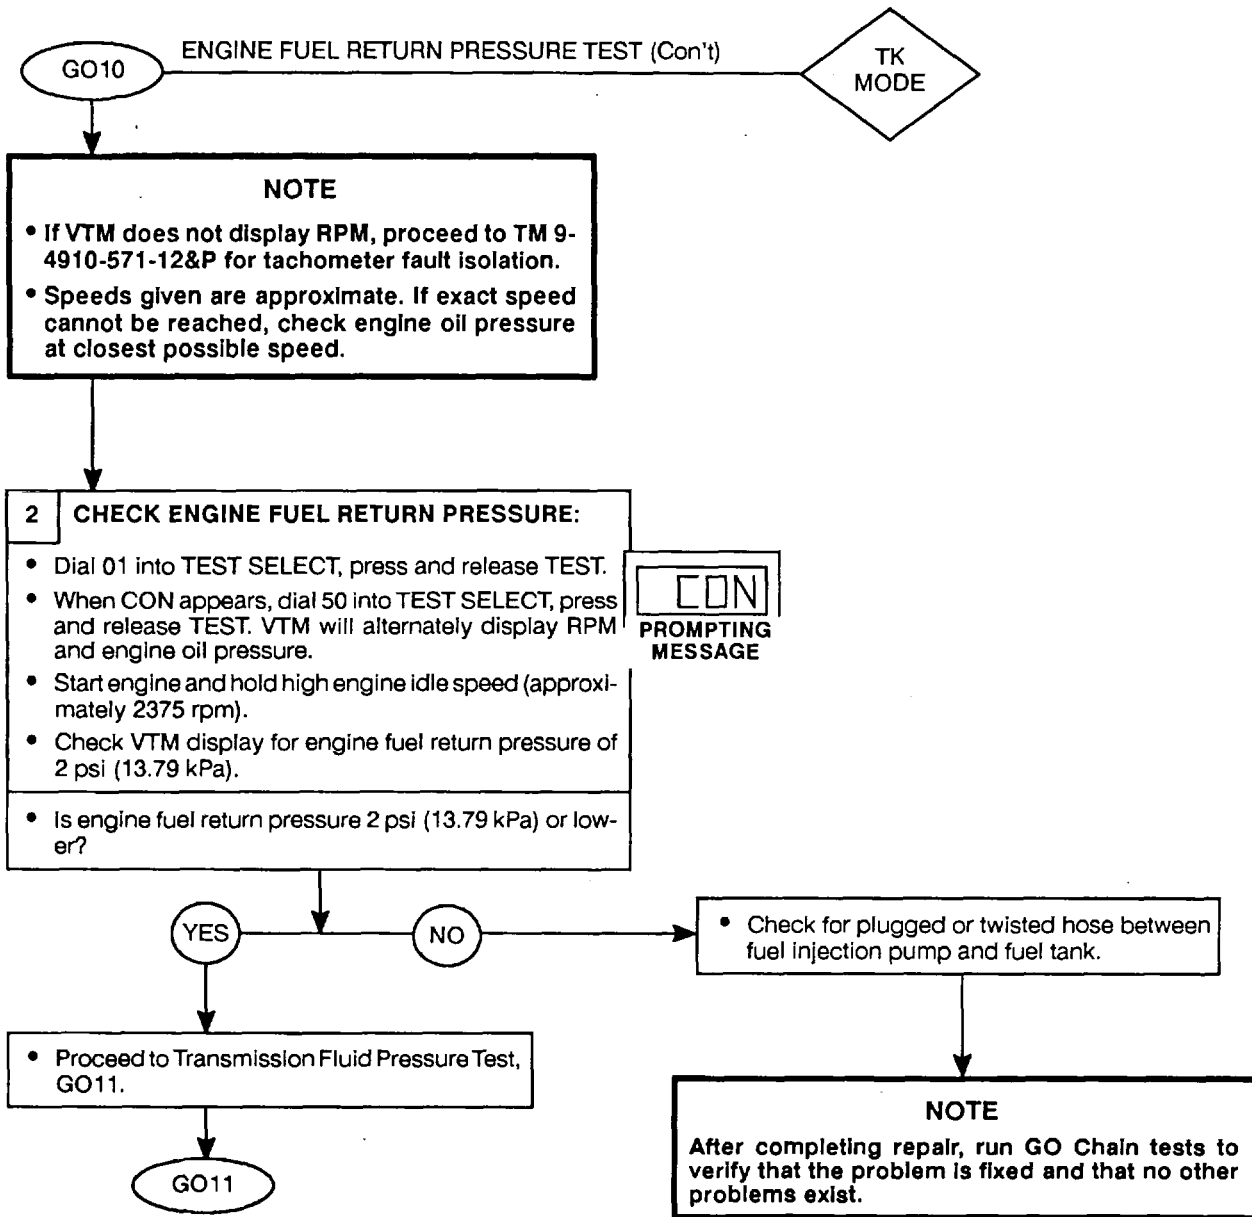 GO10
ENGINE FUEL RETURN PRESSURE TEST (Con't)
TK
MODE
NOTE
• If VTM does not display RPM, proceed to TM 9-
4910-571-12&P for tachometer fault isolation.
• Speeds given are approximate. If exact speed
cannot be reached, check engine oil pressure
at closest possible speed.
2 CHECK ENGINE FUEL RETURN PRESSURE:
• Dial 01 into TEST SELECT, press and release TEST.
• When CON appears, dial 50 into TEST SELECT, press
and release TEST. VTM will alternately display RPM
and engine oil pressure.
• Start engine and hold high engine idle speed (approxi-
mately 2375 rpm).
• Check VTM display for engine fuel return pressure of
2 psi (13.79 kPa).
• Is engine fuel return pressure 2 psi (13.79 kPa) or low-
er?
CON
PROMPTING
MESSAGE
YES
NO
• Check for plugged or twisted hose between
fuel injection pump and fuel tank.
• Proceed to Transmission Fluid Pressure Test,
GO11.
GO11
NOTE
After completing repair, run GO Chain tests to
verify that the problem is fixed and that no other
problems exist.